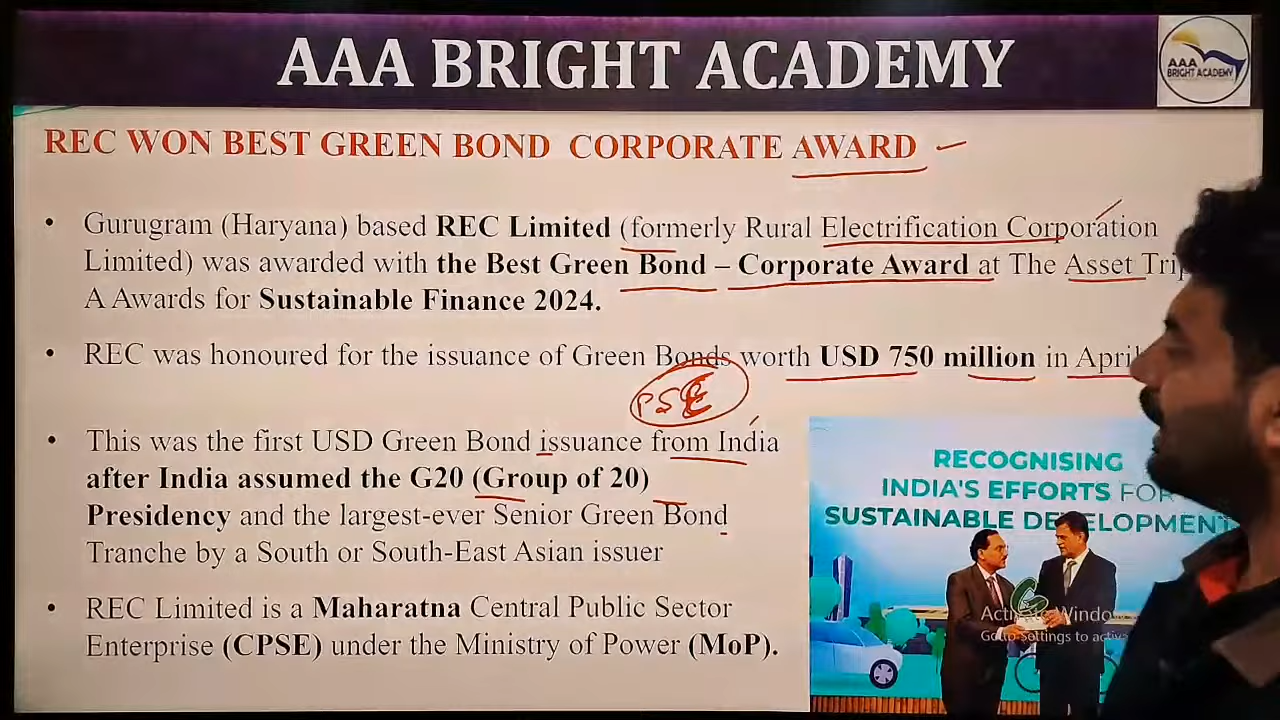 AAA BRIGHT ACADEMY
AAA
BRIGHT ACADEMY
REC WON BEST GREEN BOND CORPORATE AWARD
• Gurugram (Haryana) based REC Limited (formerly Rural Electrification Corporation
Limited) was awarded with the Best Green Bond – Corporate Award at The Asset
A Awards for Sustainable Finance 2024.
• REC was honoured for the issuance of Green Bonds worth USD 750 million in April
PSE
• This was the first USD Green Bond issuance from India
after India assumed the G20 (Group of 20)
Presidency and the largest-ever Senior Green Bond
Tranche by a South or South-East Asian issuer
• REC Limited is a Maharatna Central Public Sector
Enterprise (CPSE) under the Ministry of Power (MoP).
RECOGNISING
INDIA'S EFFORTS FOR
SUSTAINABLE DEVELOPMENT